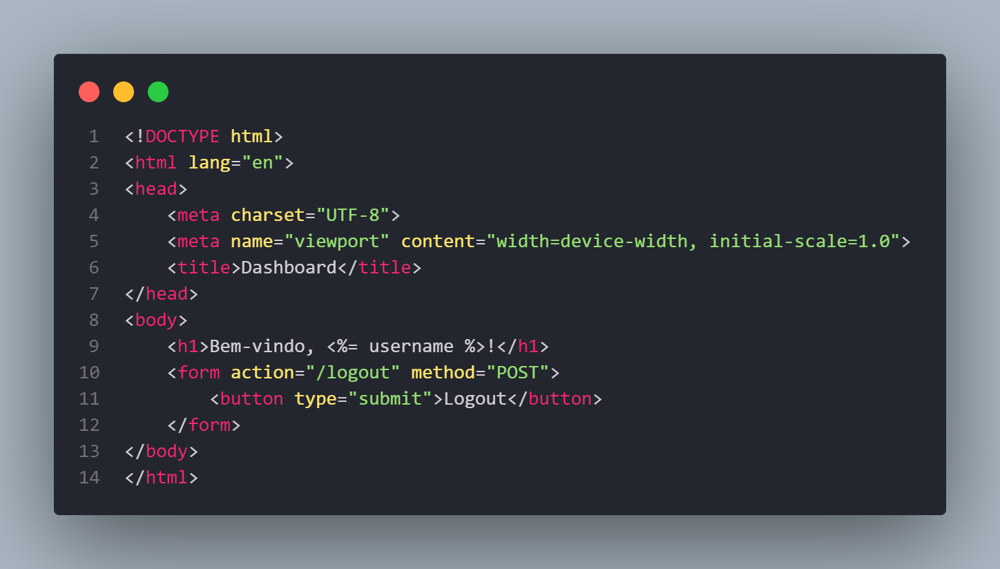 1 <!DOCTYPE html>
2 <html lang="en">
3 <head>
4     <meta charset="UTF-8">
5     <meta name="viewport" content="width=device-width, initial-scale=1.0">
6     <title>Dashboard</title>
7 </head>
8 <body>
9     <h1>Bem-vindo, <%= username %>!</h1>
10     <form action="/logout" method="POST">
11         <button type="submit">Logout</button>
12     </form>
13 </body>
14 </html>